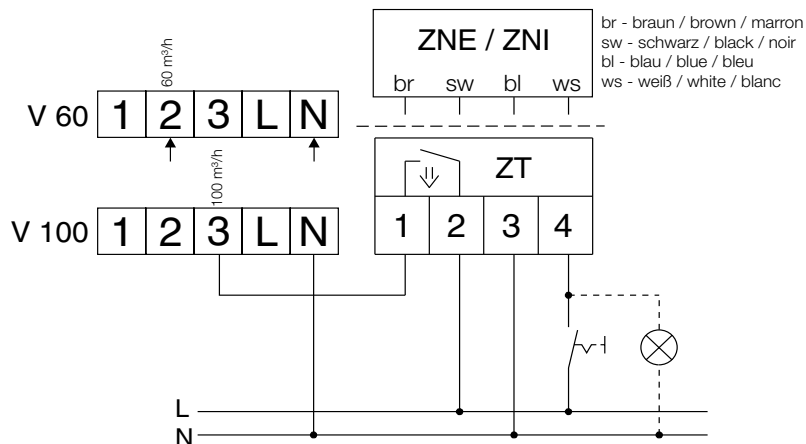 ZNE / ZNI
br sw bl ws
br - braun / brown / marron
sw - schwarz / black / noir
bl - blau / blue / bleu
ws - weiß / white / blanc
60 m³/h
V 60 1 2 3 L N
100 m³/h
ZT
V 100 1 2 3 L N
1 2 3 4
L
N